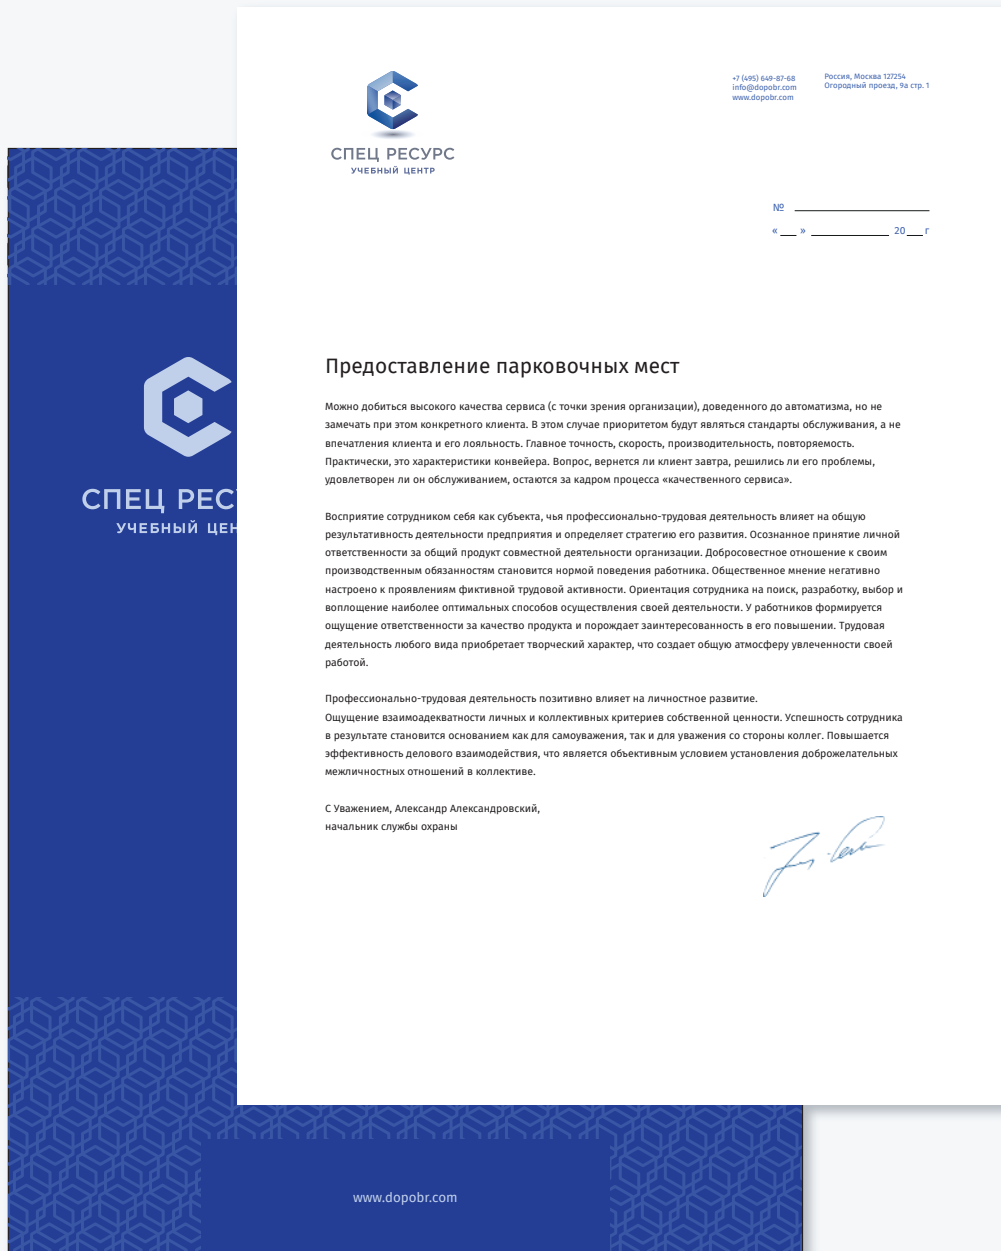 +7 (495) 649-87-68
info@dopobr.com
www.dopobr.com
Россия, Москва 127254
Огородный проезд, 9а стр. 1
СПЕЦ РЕСУРС
УЧЕБНЫЙ ЦЕНТР
№
« » 20 г
Предоставление парковочных мест
Можно добиться высокого качества сервиса (с точки зрения организации), доведенного до автоматизма, но не
замечать при этом конкретного клиента. В этом случае приоритетом будут являться стандарты обслуживания, а не
впечатления клиента и его лояльность. Главное точность, скорость, производительность, повторяемость.
Практически, это характеристики конвейера. Вопрос, вернется ли клиент завтра, решились ли его проблемы,
удовлетворен ли он обслуживанием, остаются за кадром процесса «качественного сервиса».
Восприятие сотрудником себя как субъекта, чья профессионально-трудовая деятельность влияет на общую
результативность деятельности предприятия и определяет стратегию его развития. Осознанное принятие личной
ответственности за общий продукт совместной деятельности организации. Добросовестное отношение к своим
производственным обязанностям становится нормой поведения работника. Общественное мнение негативно
настроено к проявлениям фиктивной трудовой активности. Ориентация сотрудника на поиск, разработку, выбор и
воплощение наиболее оптимальных способов осуществления своей деятельности. У работников формируется
ощущение ответственности за качество продукта и порождает заинтересованность в его повышении. Трудовая
деятельность любого вида приобретает творческий характер, что создает общую атмосферу увлеченности своей
работой.
Профессионально-трудовая деятельность позитивно влияет на личностное развитие.
Ощущение взаимоадекватности личных и коллективных критериев собственной ценности. Успешность сотрудника
в результате становится основанием как для самоуважения, так и для уважения со стороны коллег. Повышается
эффективность делового взаимодействия, что является объективным условием установления доброжелательных
межличностных отношений в коллективе.
С Уважением, Александр Александровский,
начальник службы охраны
СПЕЦ РЕС
УЧЕБНЫЙ ЦЕН
www.dopobr.com